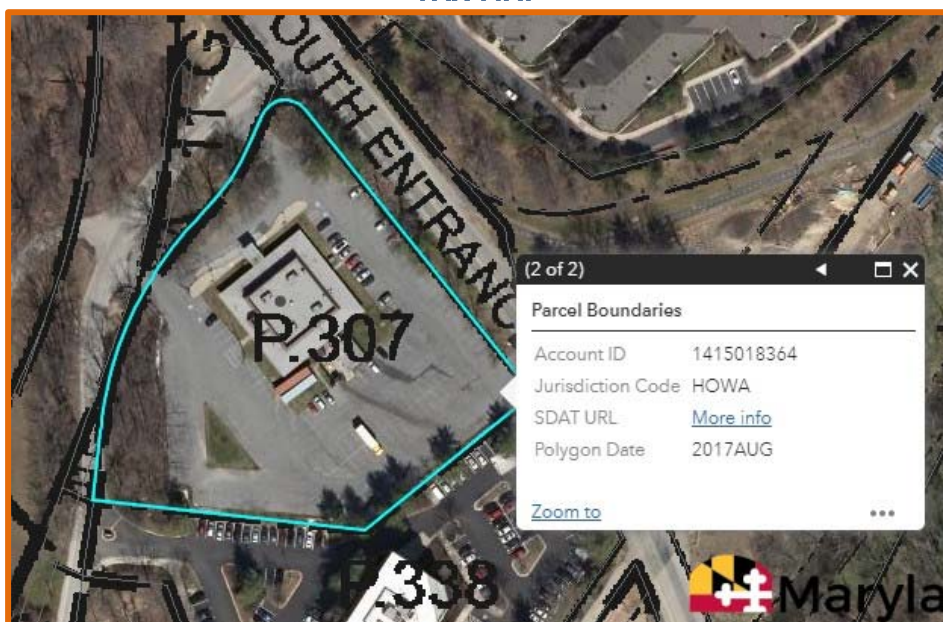 OUTH ENTRANC
P.307
P.338
(2 of 2)
Parcel Boundaries
Account ID 1415018364
Jurisdiction Code HOWA
SDAT URL More info
Polygon Date 2017AUG
Zoom to
Maryla